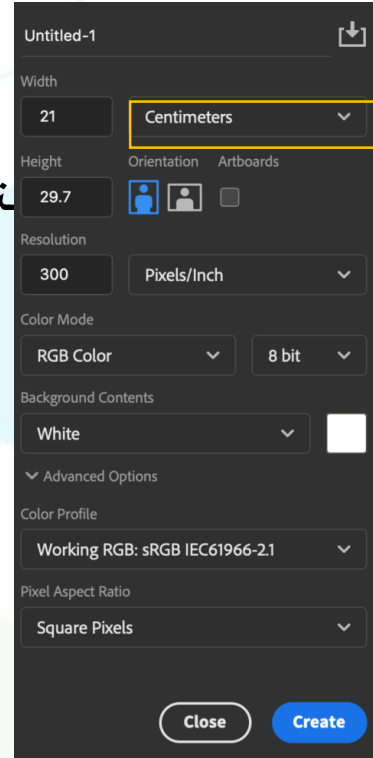 Untitled-1
Width
21 Centimeters
Height Orientation Artboards
29.7
Resolution
300 Pixels/Inch
Color Mode
RGB Color 8 bit
Background Contents
White
Advanced Options
Color Profile
Working RGB: sRGB IEC61966-2.1
Pixel Aspect Ratio
Square Pixels
Close Create